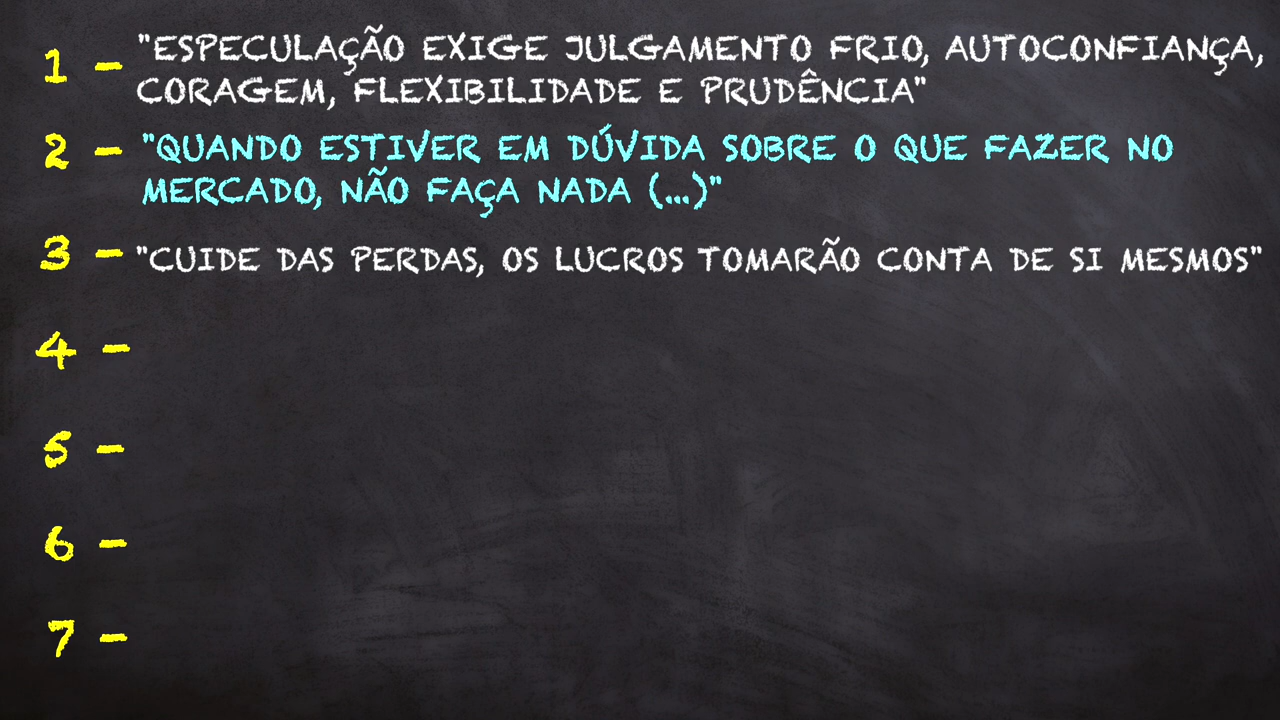 1 - "ESPECULAÇÃO EXIGE JULGAMENTO FRIO, AUTOCONFIANÇA,
CORAGEM, FLEXIBILIDADE E PRUDÊNCIA"
2 - "QUANDO ESTIVER EM DÚVIDA SOBRE O QUE FAZER NO
MERCADO, NÃO FAÇA NADA (...)"
3 - "CUIDE DAS PERDAS, OS LUCROS TOMARÃO CONTA DE SI MESMOS"
4 -
5 -
6 -
7 -